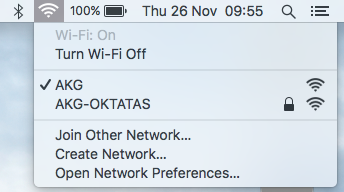 100% Thu 26 Nov 09:55
Wi-Fi: On
Turn Wi-Fi Off
AKG
AKG-OKTATAS
Join Other Network...
Create Network...
Open Network Preferences...